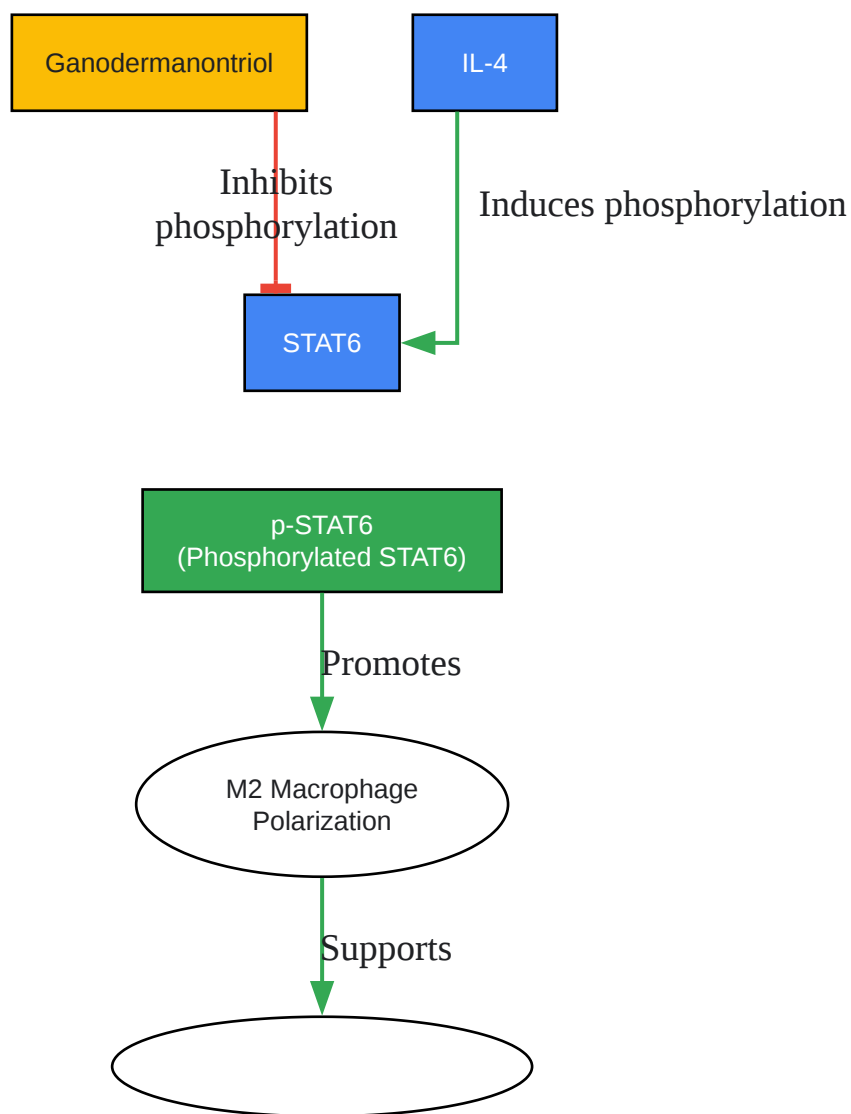 Ganodermanontriol
IL-4
Inhibits
phosphorylation
Induces phosphorylation
STAT6
p-STAT6
(Phosphorylated STAT6)
Promotes
M2 Macrophage
Polarization
Supports